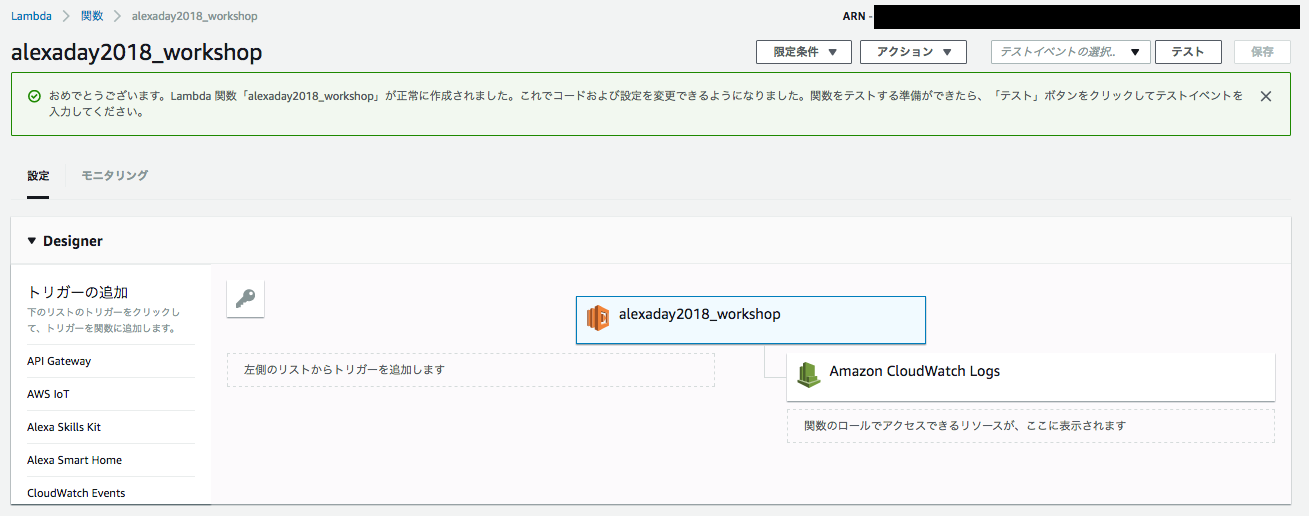 Lambda > 関数 > alexaday2018_workshop
ARN -
alexaday2018_workshop
限定条件 ▼
アクション ▼
テストイベントの選択.. ▼
テスト
保存
おめでとうございます。Lambda 関数「alexaday2018_workshop」が正常に作成されました。これでコードおよび設定を変更できるようになりました。関数をテストする準備ができたら、「テスト」ボタンをクリックしてテストイベントを
入力してください。
設定
モニタリング
▼ Designer
トリガーの追加
下のリストのトリガーをクリックし
て、トリガーを関数に追加します。
API Gateway
AWS IoT
Alexa Skills Kit
Alexa Smart Home
CloudWatch Events
alexaday2018_workshop
左側のリストからトリガーを追加します
Amazon CloudWatch Logs
関数のロールでアクセスできるリソースが、ここに表示されます